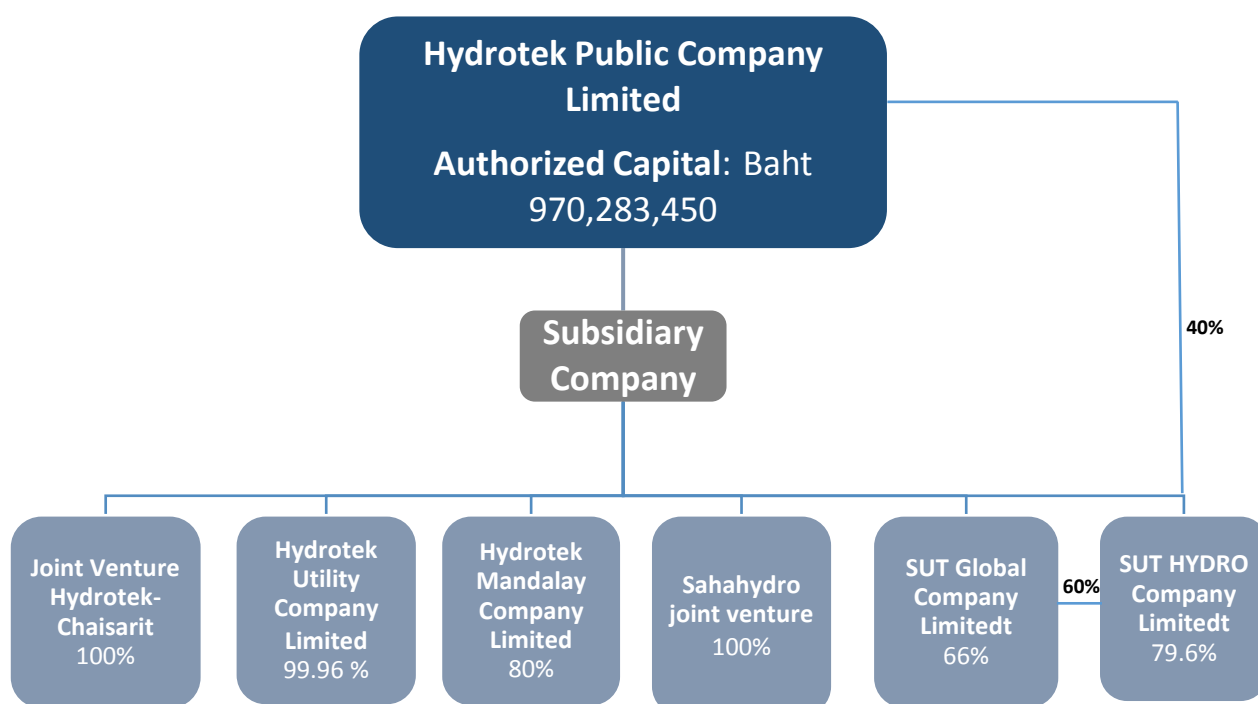 Hydrotek Public Company
Limited
Authorized Capital: Baht
970,283,450
Subsidiary
Company
40%
Joint Venture
Hydrotek-
Chaisarit
100%
Hydrotek
Utility
Company
Limited
99.96 %
Hydrotek
Mandalay
Company
Limited
80%
Sahahydro
joint venture
100%
SUT Global
Company
Limitedt
66%
60%
SUT HYDRO
Company
Limitedt
79.6%